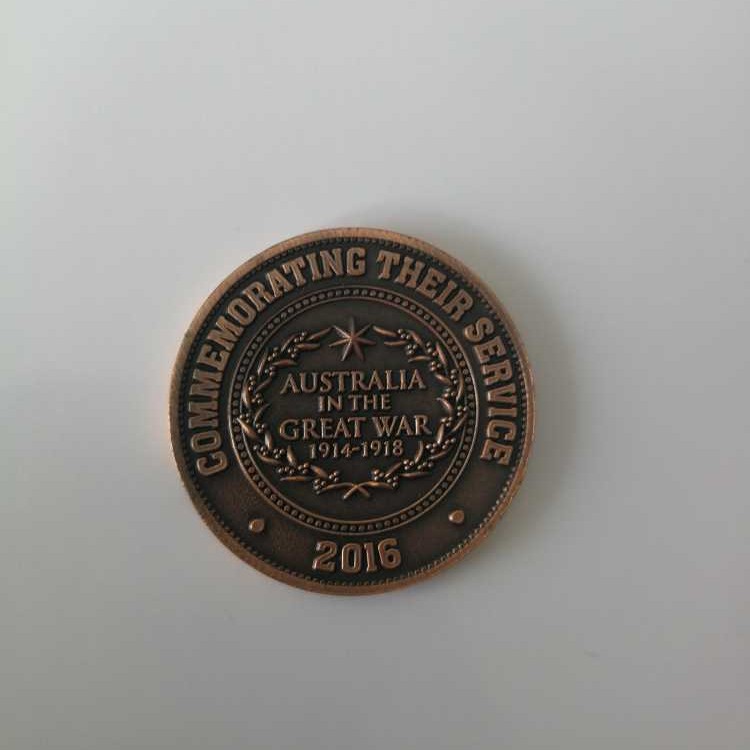 COMMEMORATING THEIR SERVICE
AUSTRALIA
IN THE
GREAT WAR
1914-1918
2016